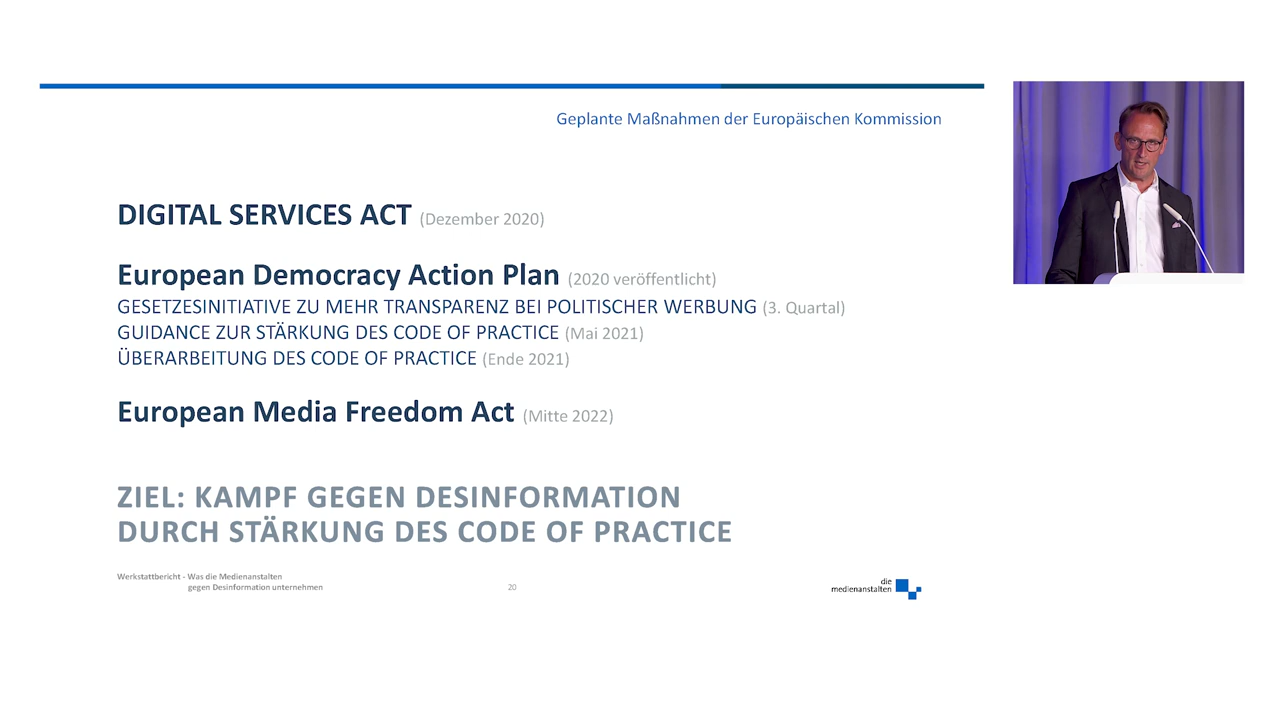 Geplante Maßnahmen der Europäischen Kommission
DIGITAL SERVICES ACT (Dezember 2020)
European Democracy Action Plan (2020 veröffentlicht)
GESETZESINITIATIVE ZU MEHR TRANSPARENZ BEI POLITISCHER WERBUNG (3. Quartal)
GUIDANCE ZUR STÄRKUNG DES CODE OF PRACTICE (Mai 2021)
ÜBERARBEITUNG DES CODE OF PRACTICE (Ende 2021)
European Media Freedom Act (Mitte 2022)
ZIEL: KAMPF GEGEN DESINFORMATION
DURCH STÄRKUNG DES CODE OF PRACTICE
Werkstattbericht - Was die Medienanstalten
gegen Desinformation unternehmen
20
die
medienanstalten